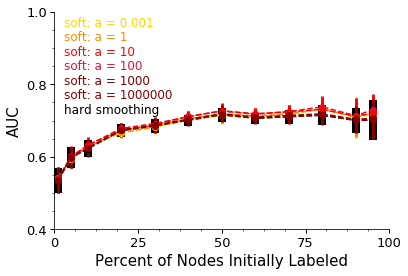 1.0
soft: a = 0.001
soft: a = 1
soft: a = 10
soft: a = 100
soft: a = 1000
soft: a = 1000000
hard smoothing
0.8
0.6
0.4
AUC
0 25 50 75 100
Percent of Nodes Initially Labeled